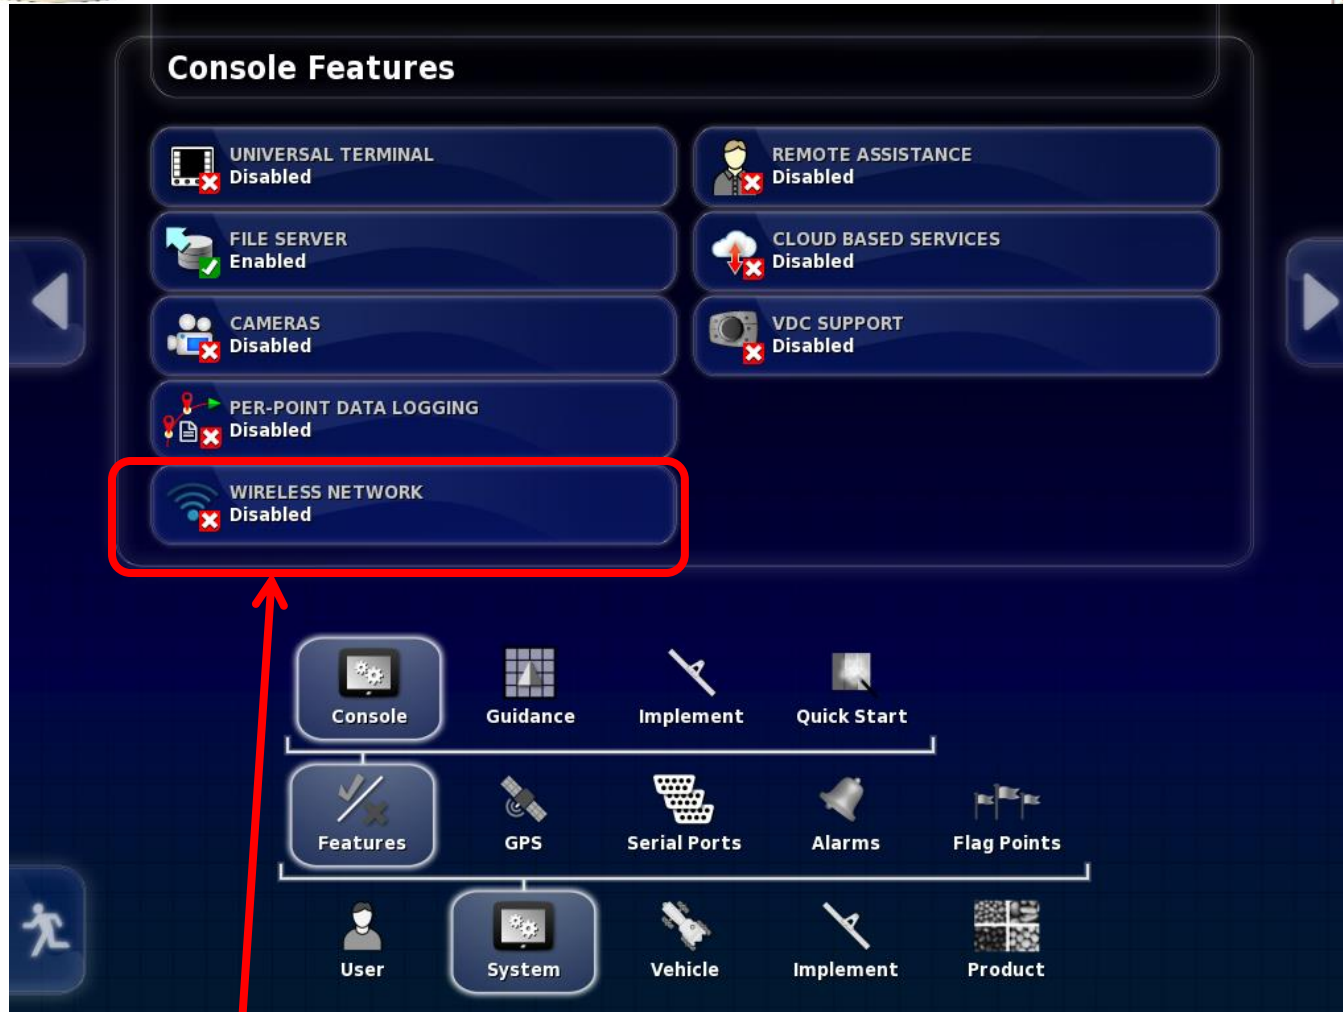 Console Features
UNIVERSAL TERMINAL
Disabled
REMOTE ASSISTANCE
Disabled
FILE SERVER
Enabled
CLOUD BASED SERVICES
Disabled
CAMERAS
Disabled
VDC SUPPORT
Disabled
PER-POINT DATA LOGGING
Disabled
WIRELESS NETWORK
Disabled
Console Guidance Implement Quick Start
Features GPS Serial Ports Alarms Flag Points
User System Vehicle Implement Product